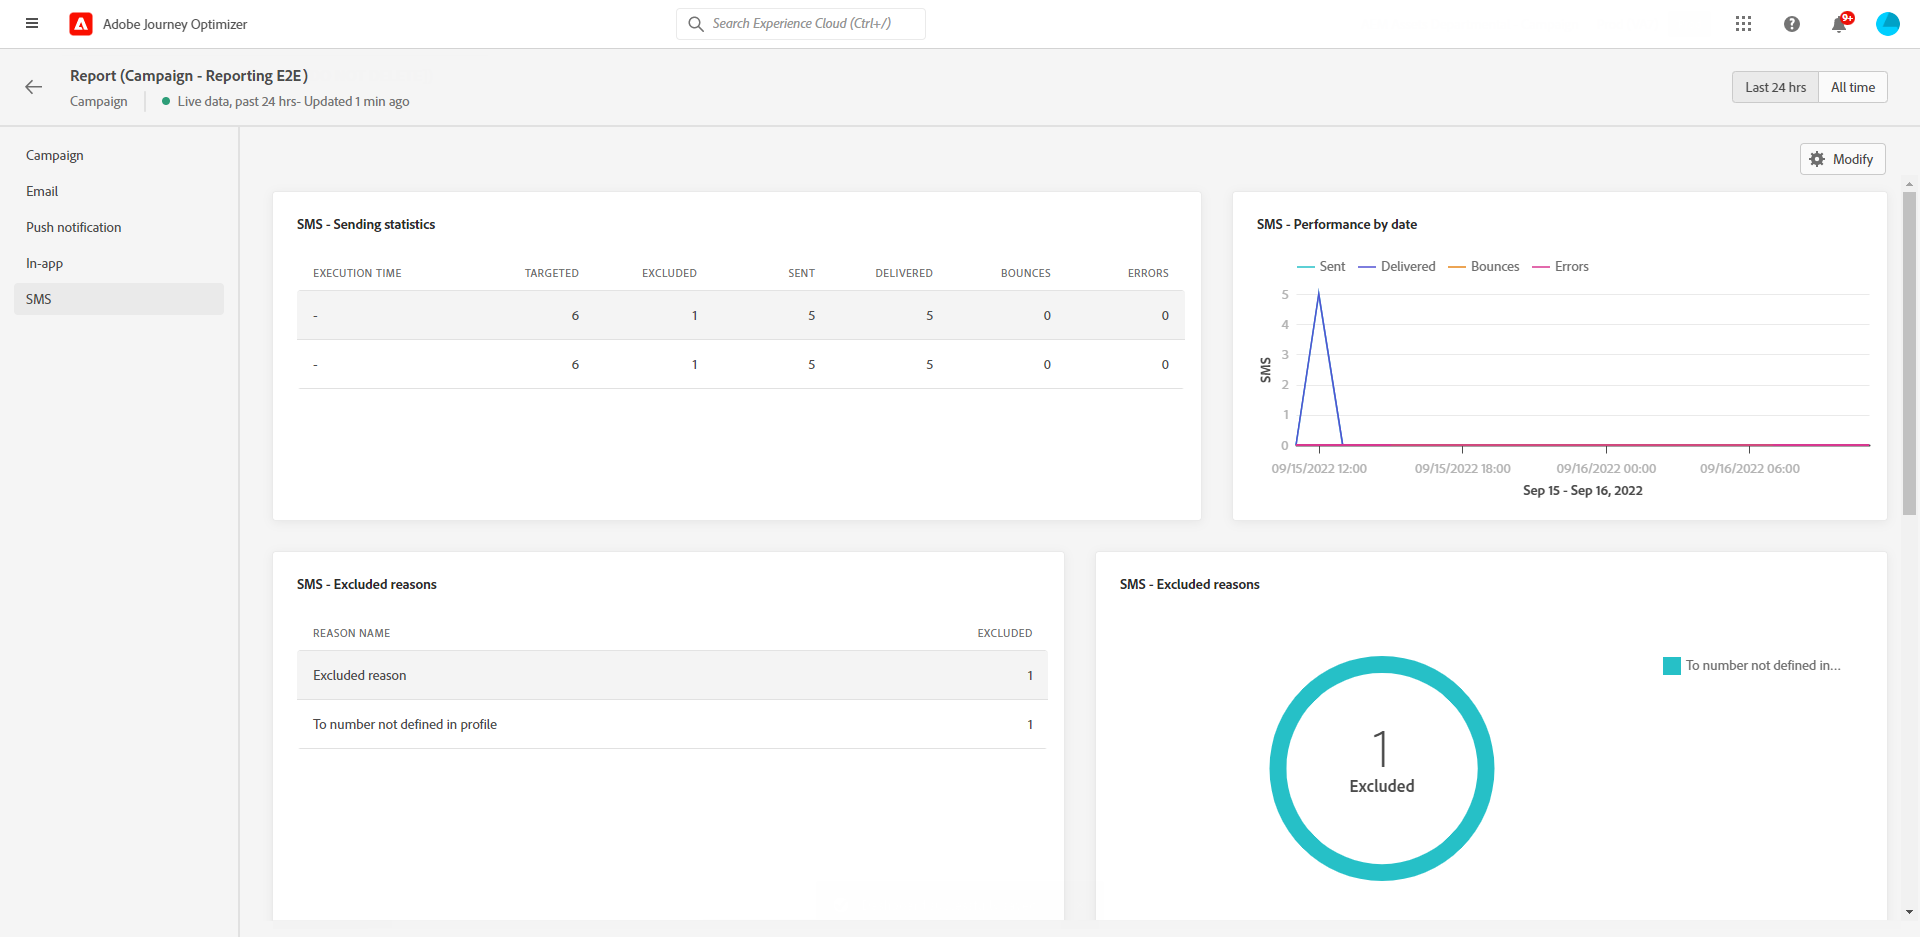 Adobe Journey Optimizer
Search Experience Cloud (Ctrl+/)
9+
Report (Campaign - Reporting E2E)
Campaign
Live data, past 24 hrs- Updated 1 min ago
Last 24 hrs
All time
Campaign
Email
Push notification
In-app
SMS
Modify
SMS - Sending statistics
EXECUTION TIME TARGETED EXCLUDED SENT DELIVERED BOUNCES ERRORS
- 6 1 5 5 0 0
- 6 1 5 5 0 0
SMS - Performance by date
Sent Delivered Bounces Errors
5
4
3
2
1
0
SMS
09/15/2022 12:00 09/15/2022 18:00 09/16/2022 00:00 09/16/2022 06:00
Sep 15 - Sep 16, 2022
SMS - Excluded reasons
REASON NAME EXCLUDED
Excluded reason 1
To number not defined in profile 1
SMS - Excluded reasons
To number not defined in...
1
Excluded